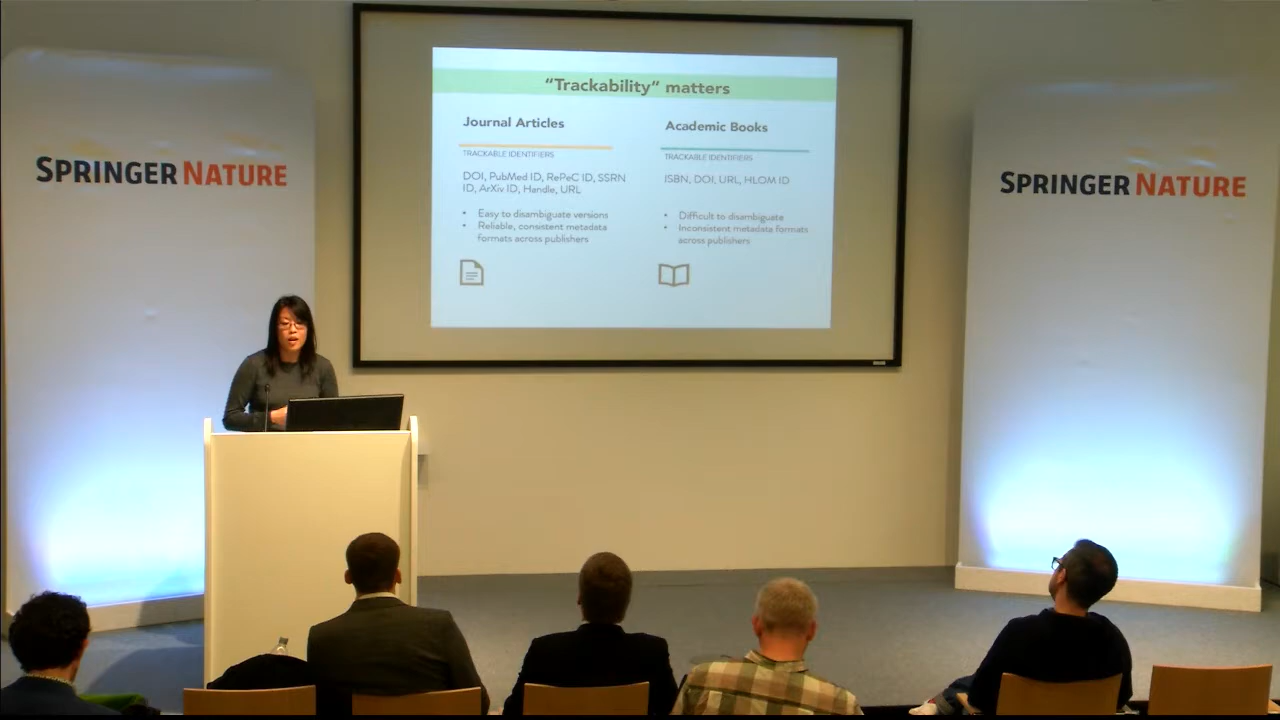 SPRINGER NATURE
"Trackability" matters
Journal Articles
TRACKABLE IDENTIFIERS
DOI, PubMed ID, RePeC ID, SSRN
ID, ArXiv ID, Handle, URL
• Easy to disambiguate versions
• Reliable, consistent metadata
formats across publishers
Academic Books
TRACKABLE IDENTIFIERS
ISBN, DOI, URL, HLOM ID
• Difficult to disambiguate
• Inconsistent metadata formats
across publishers
SPRINGER NATURE